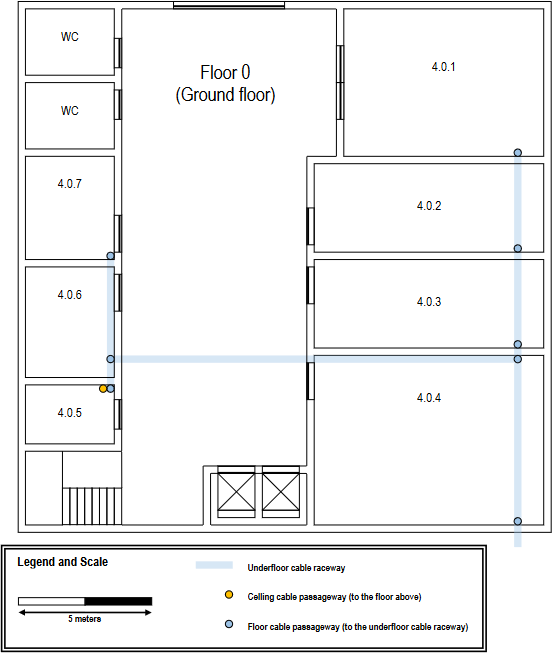 WC
Floor 0
(Ground floor)
4.0.1
WC
4.0.7
4.0.2
4.0.6
4.0.3
4.0.5
4.0.4
Legend and Scale
5 meters
Underfloor cable raceway
Celling cable passageway (to the floor above)
Floor cable passageway (to the underfloor cable raceway)